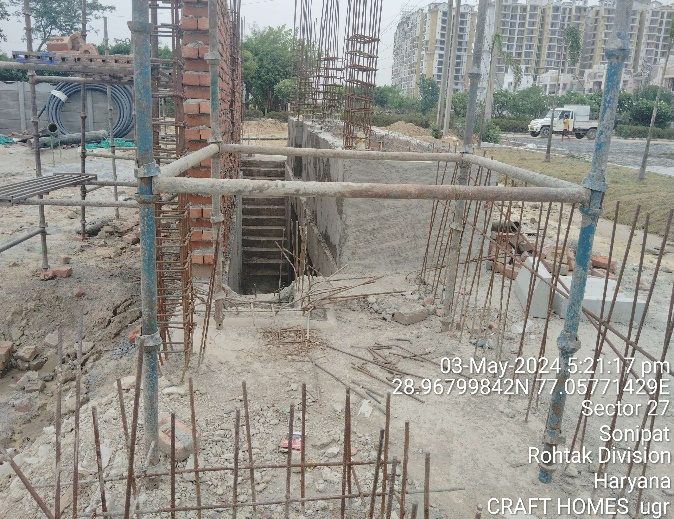 03-May-2024 5:21:17 pm
28.96799842N 77.05771429E
Sector 27
Sonipat
Rohtak Division
Haryana
CRAFT HOMES ugr